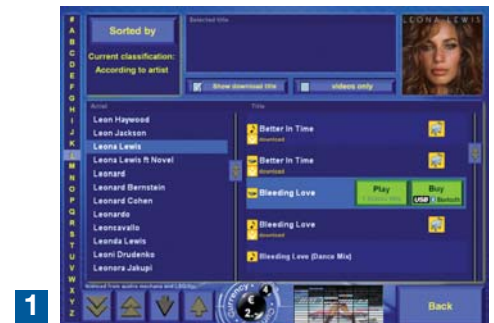 #
A
B
C
D
E
F
G
H
I
J
K
L
M
N
O
P
Q
R
S
T
U
V
W
X
Y
Z
Sorted by
Current classification:
According to artist
Selected title
Show download title
videos only
LEONA LEWIS
Artist
Leon Haywood
Leon Jackson
Leona Lewis
Leona Lewis ft Novel
Leonard
Leonard Bernstein
Leonard Cohen
Leonardo
Leonsavallo
Leonda Lewis
Leoni Drudenko
Leonora Jakupi
Title
Better In Time
download
Better In Time
download
Bleeding Love
Play
Buy
USB
Bleeding Love
download
Bleeding Love (Dance Mix)
Currency
€
2.-
4
Back
1